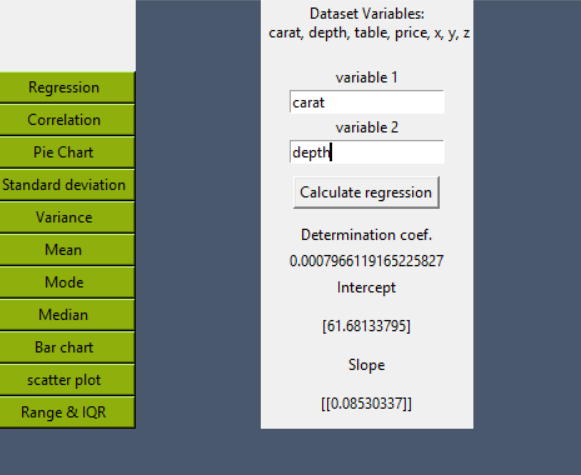 Dataset Variables:
carat, depth, table, price, x, y, z
variable 1
carat
variable 2
depth
Calculate regression
Determination coef.
0.0007966119165225827
Intercept
[61.68133795]
Slope
[[0.08530337]]
Regression
Correlation
Pie Chart
Standard deviation
Variance
Mean
Mode
Median
Bar chart
scatter plot
Range & IQR